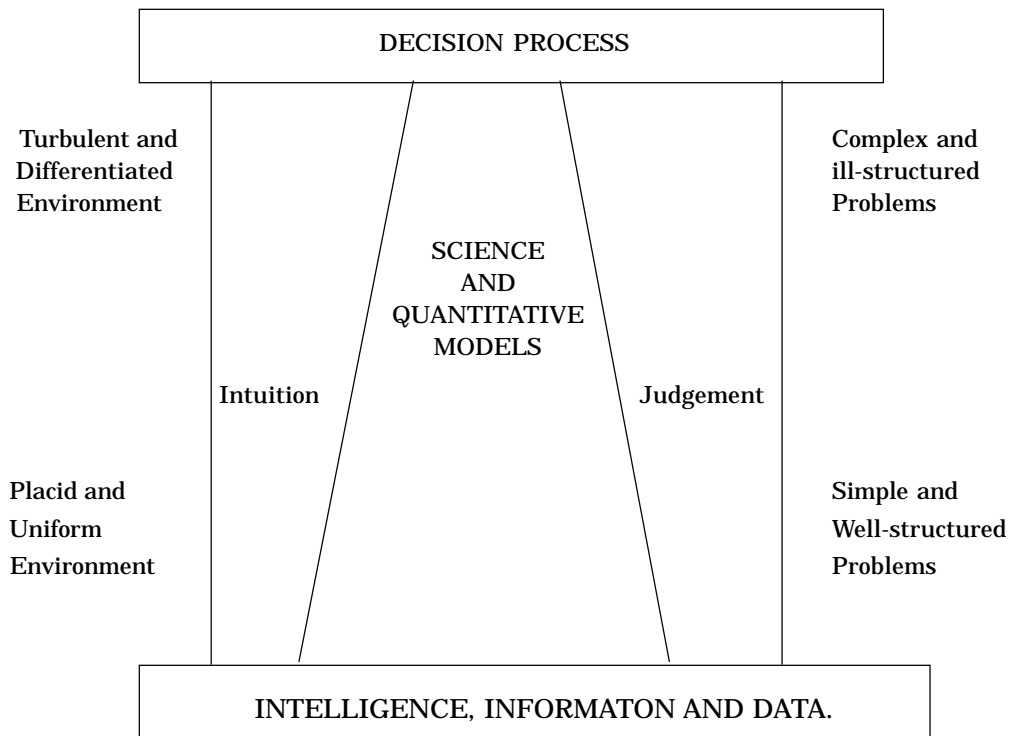 DECISION PROCESS
Turbulent and
Differentiated
Environment
Complex and
ill-structured
Problems
SCIENCE
AND
QUANTITATIVE
MODELS
Intuition
Judgement
Placid and
Uniform
Environment
Simple and
Well-structured
Problems
INTELLIGENCE, INFORMATON AND DATA.